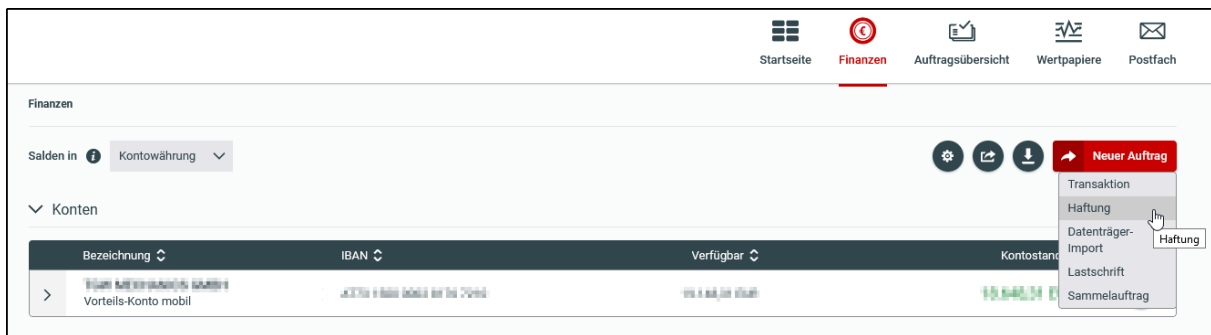 Startseite Finanzen Auftragsübersicht Wertpapiere Postfach
Finanzen
Salden in Kontowährung Neuer Auftrag
Transaktion
Konten Haftung
Datenträger-
Import Haftung
Bezeichnung IBAN Verfügbar Kontostand
Lastschrift
Vorteils-Konto mobil Sammelauftrag